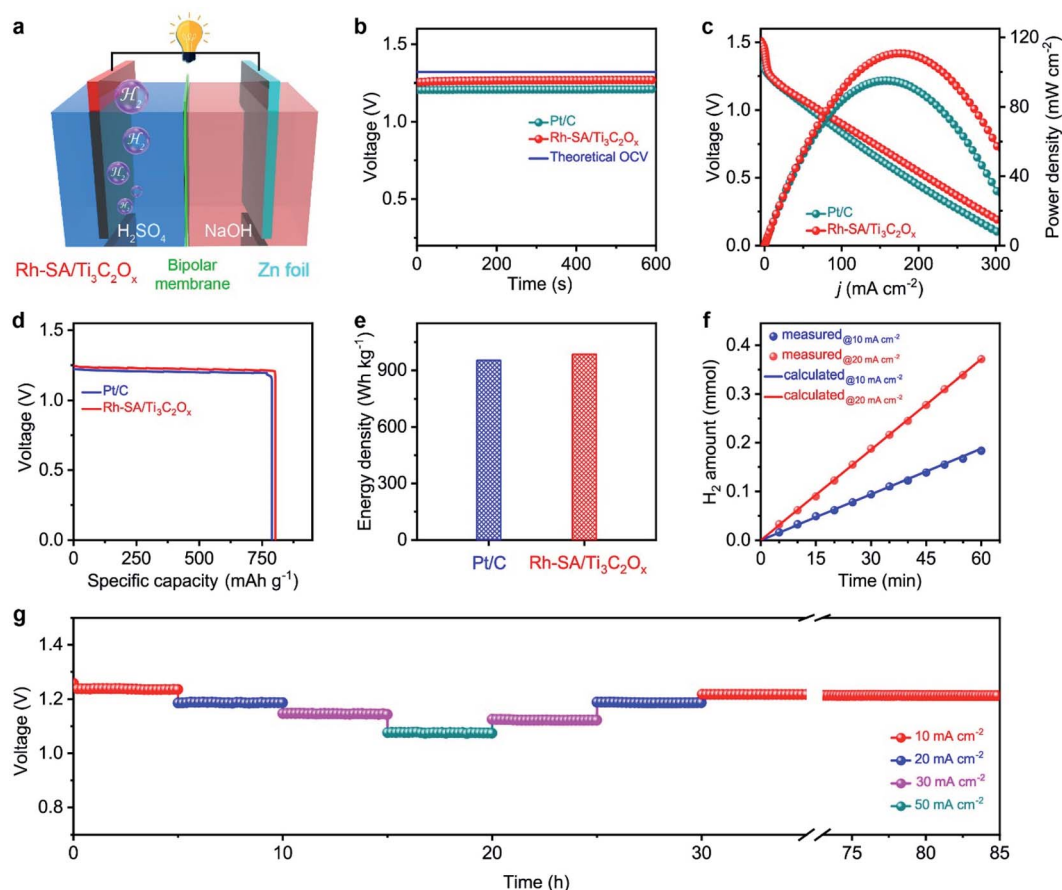 a
H₂
H₂
H₂
H₂
H₂SO₄
NaOH
Rh-SA/Ti₃C₂Oₓ
Bipolar
membrane
Zn foil
b
1.5
1.0
0.5
Voltage (V)
Pt/C
Rh-SA/Ti₃C₂Oₓ
Theoretical OCV
0 100 200 300 400 500 600
Time (s)
c
1.5
1.0
0.5
0.0
Voltage (V)
120
90
60
30
0
Power density (mW cm⁻²)
Pt/C
Rh-SA/Ti₃C₂Oₓ
0 100 200 300
j (mA cm⁻²)
d
1.5
1.0
0.5
0.0
Voltage (V)
Pt/C
Rh-SA/Ti₃C₂Oₓ
0 250 500 750
Specific capacity (mAh g⁻¹)
e
900
600
300
0
Energy density (Wh kg⁻¹)
Pt/C
Rh-SA/Ti₃C₂Oₓ
f
0.4
0.3
0.2
0.1
0.0
H₂ amount (mmol)
measured@10 mA cm⁻²
measured@20 mA cm⁻²
calculated@10 mA cm⁻²
calculated@20 mA cm⁻²
0 15 30 45 60
Time (min)
g
1.4
1.2
1.0
0.8
Voltage (V)
10 mA cm⁻²
20 mA cm⁻²
30 mA cm⁻²
50 mA cm⁻²
0 10 20 30 75 80 85
Time (h)